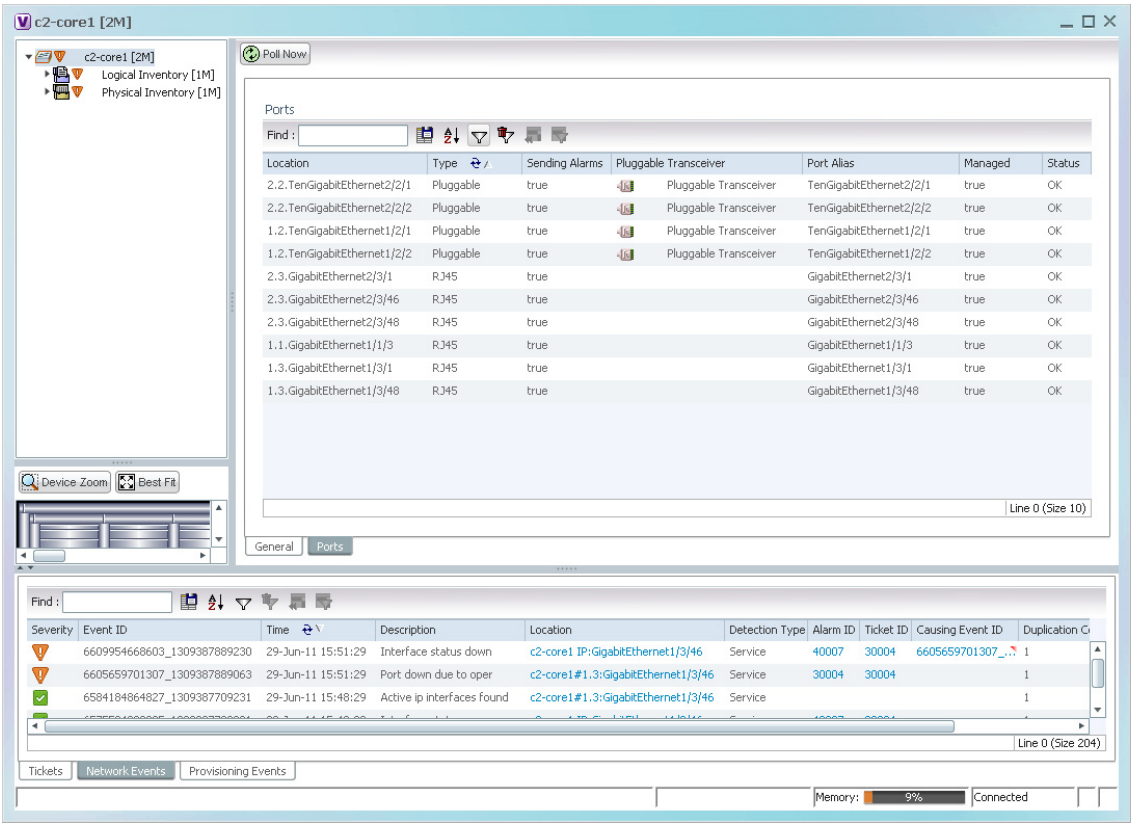 V c2-core1 [2M]
c2-core1 [2M]
Logical Inventory [1M]
Physical Inventory [1M]
Poll Now
Ports
Find :
Location Type Sending Alarms Pluggable Transceiver Port Alias Managed Status
2.2.TenGigabitEthernet2/2/1 Pluggable true Pluggable Transceiver TenGigabitEthernet2/2/1 true OK
2.2.TenGigabitEthernet2/2/2 Pluggable true Pluggable Transceiver TenGigabitEthernet2/2/2 true OK
1.2.TenGigabitEthernet1/2/1 Pluggable true Pluggable Transceiver TenGigabitEthernet1/2/1 true OK
1.2.TenGigabitEthernet1/2/2 Pluggable true Pluggable Transceiver TenGigabitEthernet1/2/2 true OK
2.3.GigabitEthernet2/3/1 RJ45 true GigabitEthernet2/3/1 true OK
2.3.GigabitEthernet2/3/46 RJ45 true GigabitEthernet2/3/46 true OK
2.3.GigabitEthernet2/3/48 RJ45 true GigabitEthernet2/3/48 true OK
1.1.GigabitEthernet1/1/3 RJ45 true GigabitEthernet1/1/3 true OK
1.3.GigabitEthernet1/3/1 RJ45 true GigabitEthernet1/3/1 true OK
1.3.GigabitEthernet1/3/48 RJ45 true GigabitEthernet1/3/48 true OK
Line 0 (Size 10)
Device Zoom Best Fit
General Ports
Find :
Severity Event ID Time Description Location Detection Type Alarm ID Ticket ID Causing Event ID Duplication
6609954668603_1309387889230 29-Jun-11 15:51:29 Interface status down c2-core1 IP:GigabitEthernet1/3/46 Service 40007 30004 6605659701307_... 1
6605659701307_1309387889063 29-Jun-11 15:51:29 Port down due to oper c2-core1#1.3:GigabitEthernet1/3/46 Service 30004 30004 1
6584184864827_1309387709231 29-Jun-11 15:48:29 Active ip interfaces found c2-core1#1.3:GigabitEthernet1/3/46 Service 1
Line 0 (Size 204)
Tickets Network Events Provisioning Events
Memory: 9% Connected